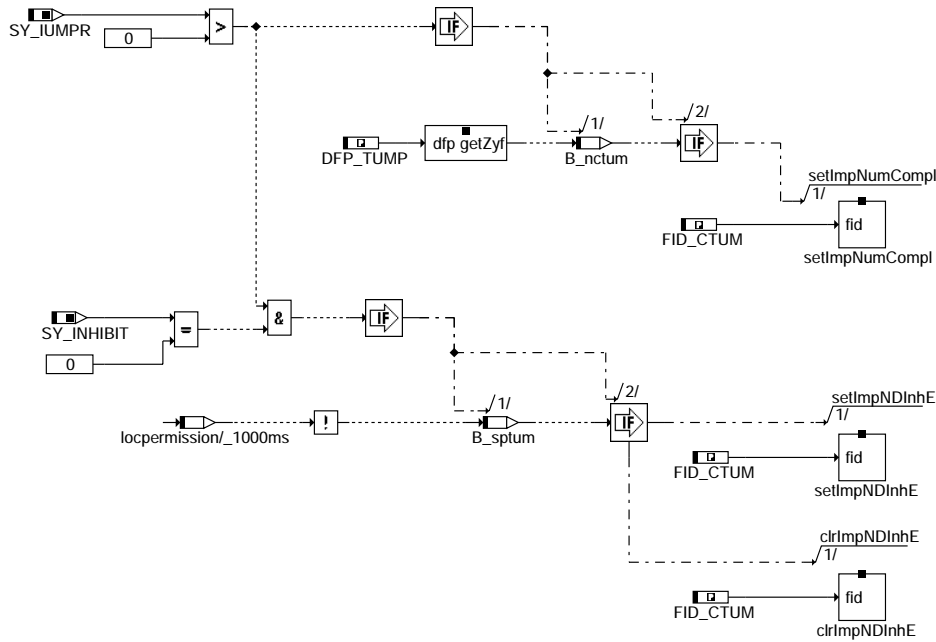 SY_IUMPR
0
>
IF
/1/
/2/
DFP_TUMP
dfp getZyf
B_nctum
IF
setImpNumCompl
1/
FID_CTUM
fid
setImpNumCompl
SY_INHIBIT
0
=
&
IF
/1/
/2/
locpermission/_1000ms
!
B_sptum
IF
setImpNDInhE
1/
FID_CTUM
fid
setImpNDInhE
clrImpNDInhE
1/
FID_CTUM
fid
clrImpNDInhE